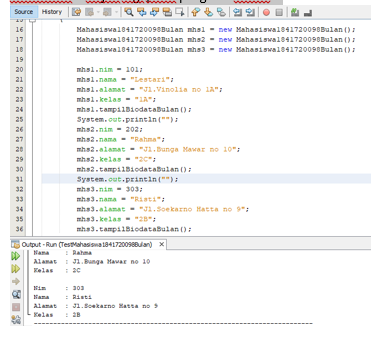 Source History
16 Mahasiswa1841720098Bulan mhs1 = new Mahasiswa1841720098Bulan();
17 Mahasiswa1841720098Bulan mhs2 = new Mahasiswa1841720098Bulan();
18 Mahasiswa1841720098Bulan mhs3 = new Mahasiswa1841720098Bulan();
19
20 mhs1.nim = 101;
21 mhs1.nama = "Lestari";
22 mhs1.alamat = "Jl.Vinolia no 1A";
23 mhs1.kelas = "1A";
24 mhs1.tampilBiodataBulan();
25 System.out.println("");
26 mhs2.nim = 202;
27 mhs2.nama = "Rahma";
28 mhs2.alamat = "Jl.Bunga Mawar no 10";
29 mhs2.kelas = "2C";
30 mhs2.tampilBiodataBulan();
31 System.out.println("");
32 mhs3.nim = 303;
33 mhs3.nama = "Risti";
34 mhs3.alamat = "Jl.Soekarno Hatta no 9";
35 mhs3.kelas = "2B";
36 mhs3.tampilBiodataBulan();
Output - Run (TestMahasiswa1841720098Bulan)
Nama : Rahma
Alamat : Jl.Bunga Mawar no 10
Kelas : 2C
Nim : 303
Nama : Risti
Alamat : Jl.Soekarno Hatta no 9
Kelas : 2B
------------------------------------------------------------------------